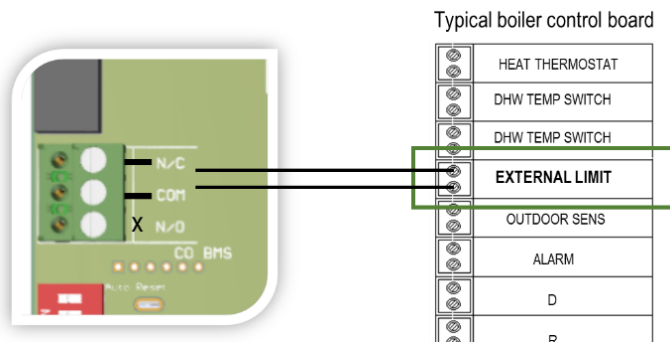 Typical boiler control board
HEAT THERMOSTAT
DHW TEMP SWITCH
DHW TEMP SWITCH
EXTERNAL LIMIT
OUTDOOR SENS
ALARM
D
R
N/C
COM
X N/O
CO BMS
Auto Reset